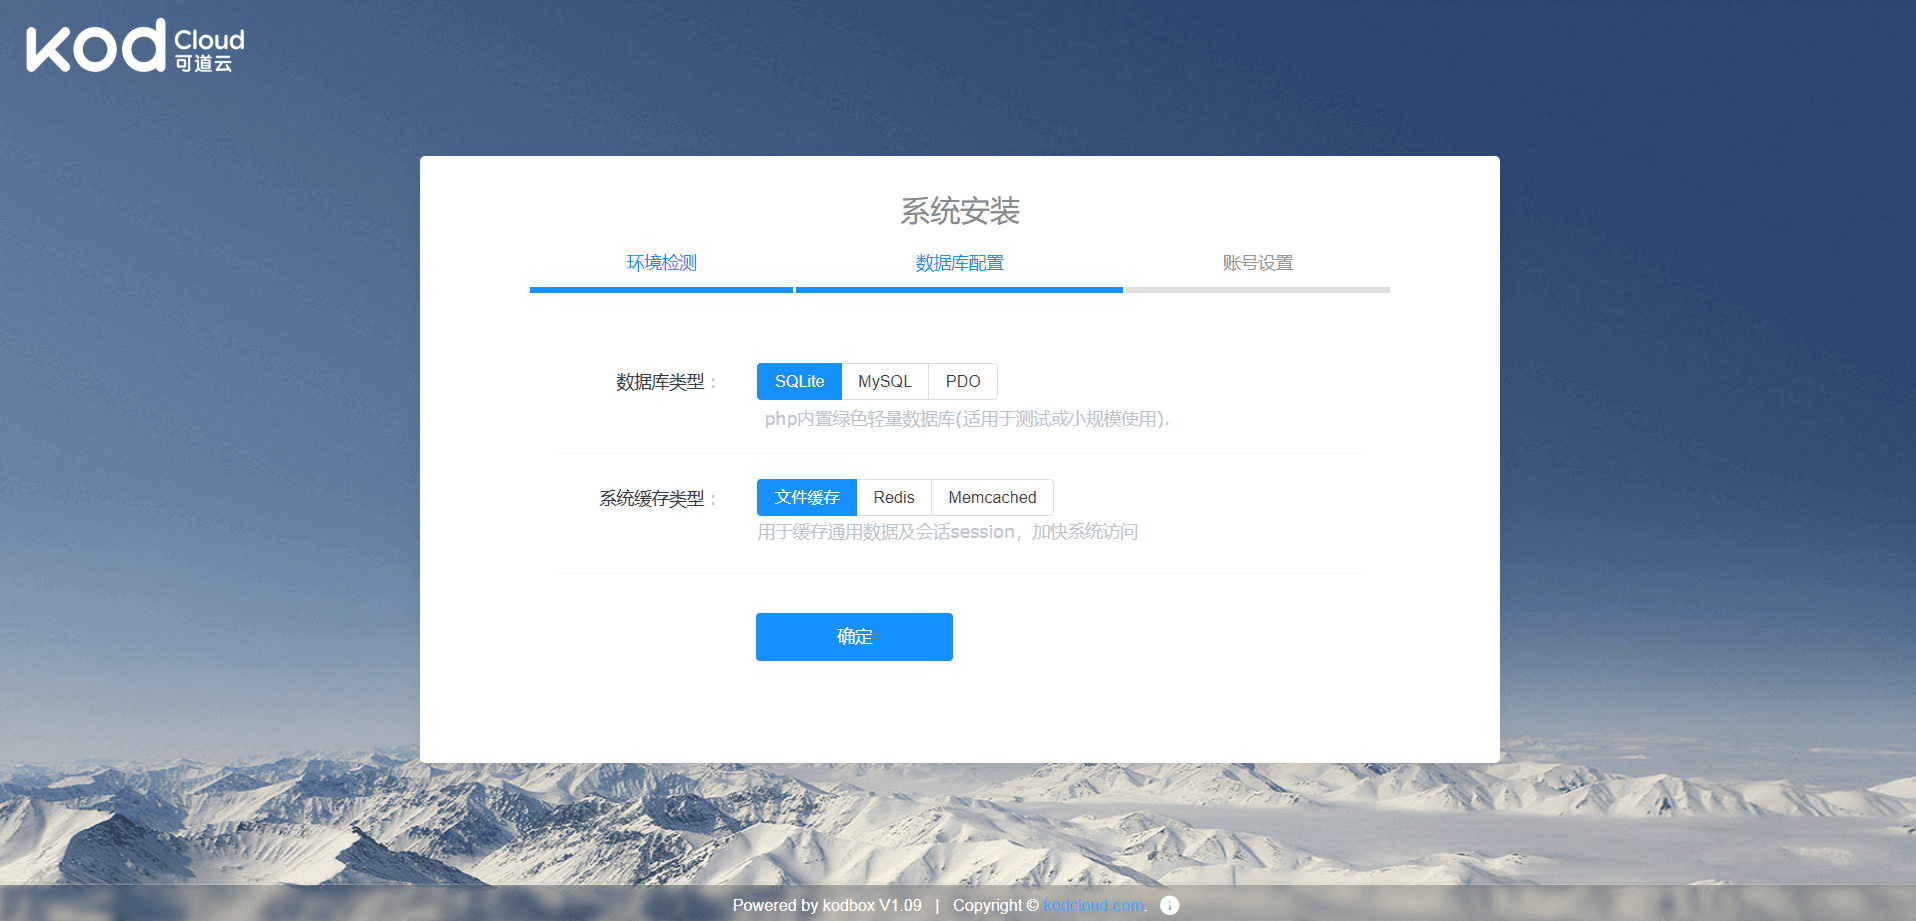 kod Cloud
可道云
系统安装
环境检测 数据库配置 账号设置
数据库类型： SQLite MySQL PDO
php内置绿色轻量数据库(适用于测试或小规模使用).
系统缓存类型： 文件缓存 Redis Memcached
用于缓存通用数据及会话session，加快系统访问
确定
Powered by kodbox V1.09 | Copyright © kodcloud.com.